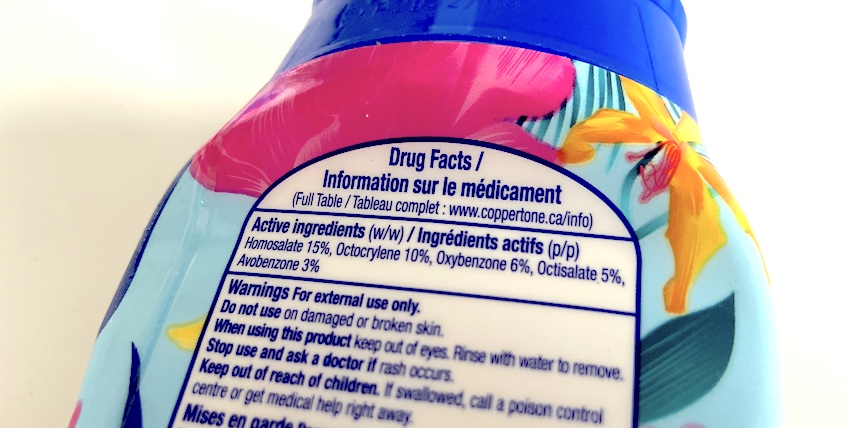 Drug Facts /
Information sur le médicament
(Full Table / Tableau complet : www.coppertone.ca/info)
Active ingredients (w/w) / Ingrédients actifs (p/p)
Homosalate 15%, Octocrylene 10%, Oxybenzone 6%, Octisalate 5%,
Avobenzone 3%
Warnings For external use only.
Do not use on damaged or broken skin.
When using this product keep out of eyes. Rinse with water to remove.
Stop use and ask a doctor if rash occurs.
Keep out of reach of children. If swallowed, call a poison control
centre or get medical help right away.
Mises en garde